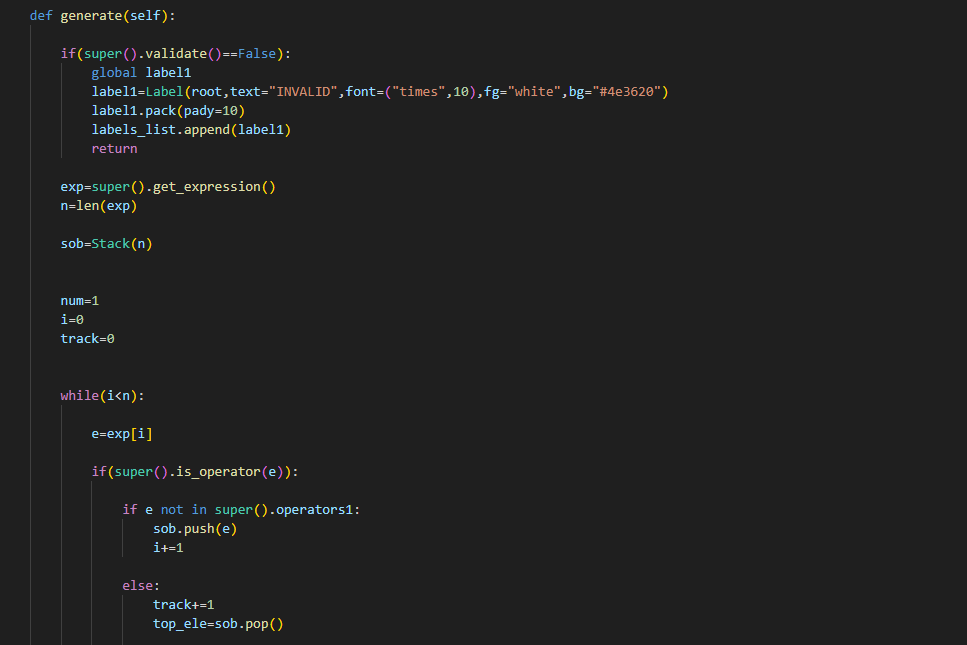 def generate(self):
if(super().validate()==False):
global label1
label1=Label(root,text="INVALID",font=("times",10),fg="white",bg="#4e3620")
label1.pack(pady=10)
labels_list.append(label1)
return
exp=super().get_expression()
n=len(exp)
sob=Stack(n)
num=1
i=0
track=0
while(i<n):
e=exp[i]
if(super().is_operator(e)):
if e not in super().operators1:
sob.push(e)
i+=1
else:
track+=1
top_ele=sob.pop()